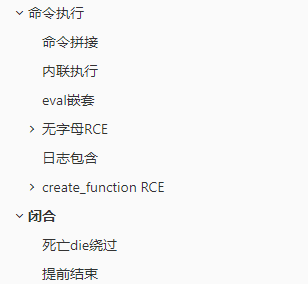 命令执行
命令拼接
内联执行
eval嵌套
无字母RCE
日志包含
create_function RCE
闭合
死亡die绕过
提前结束